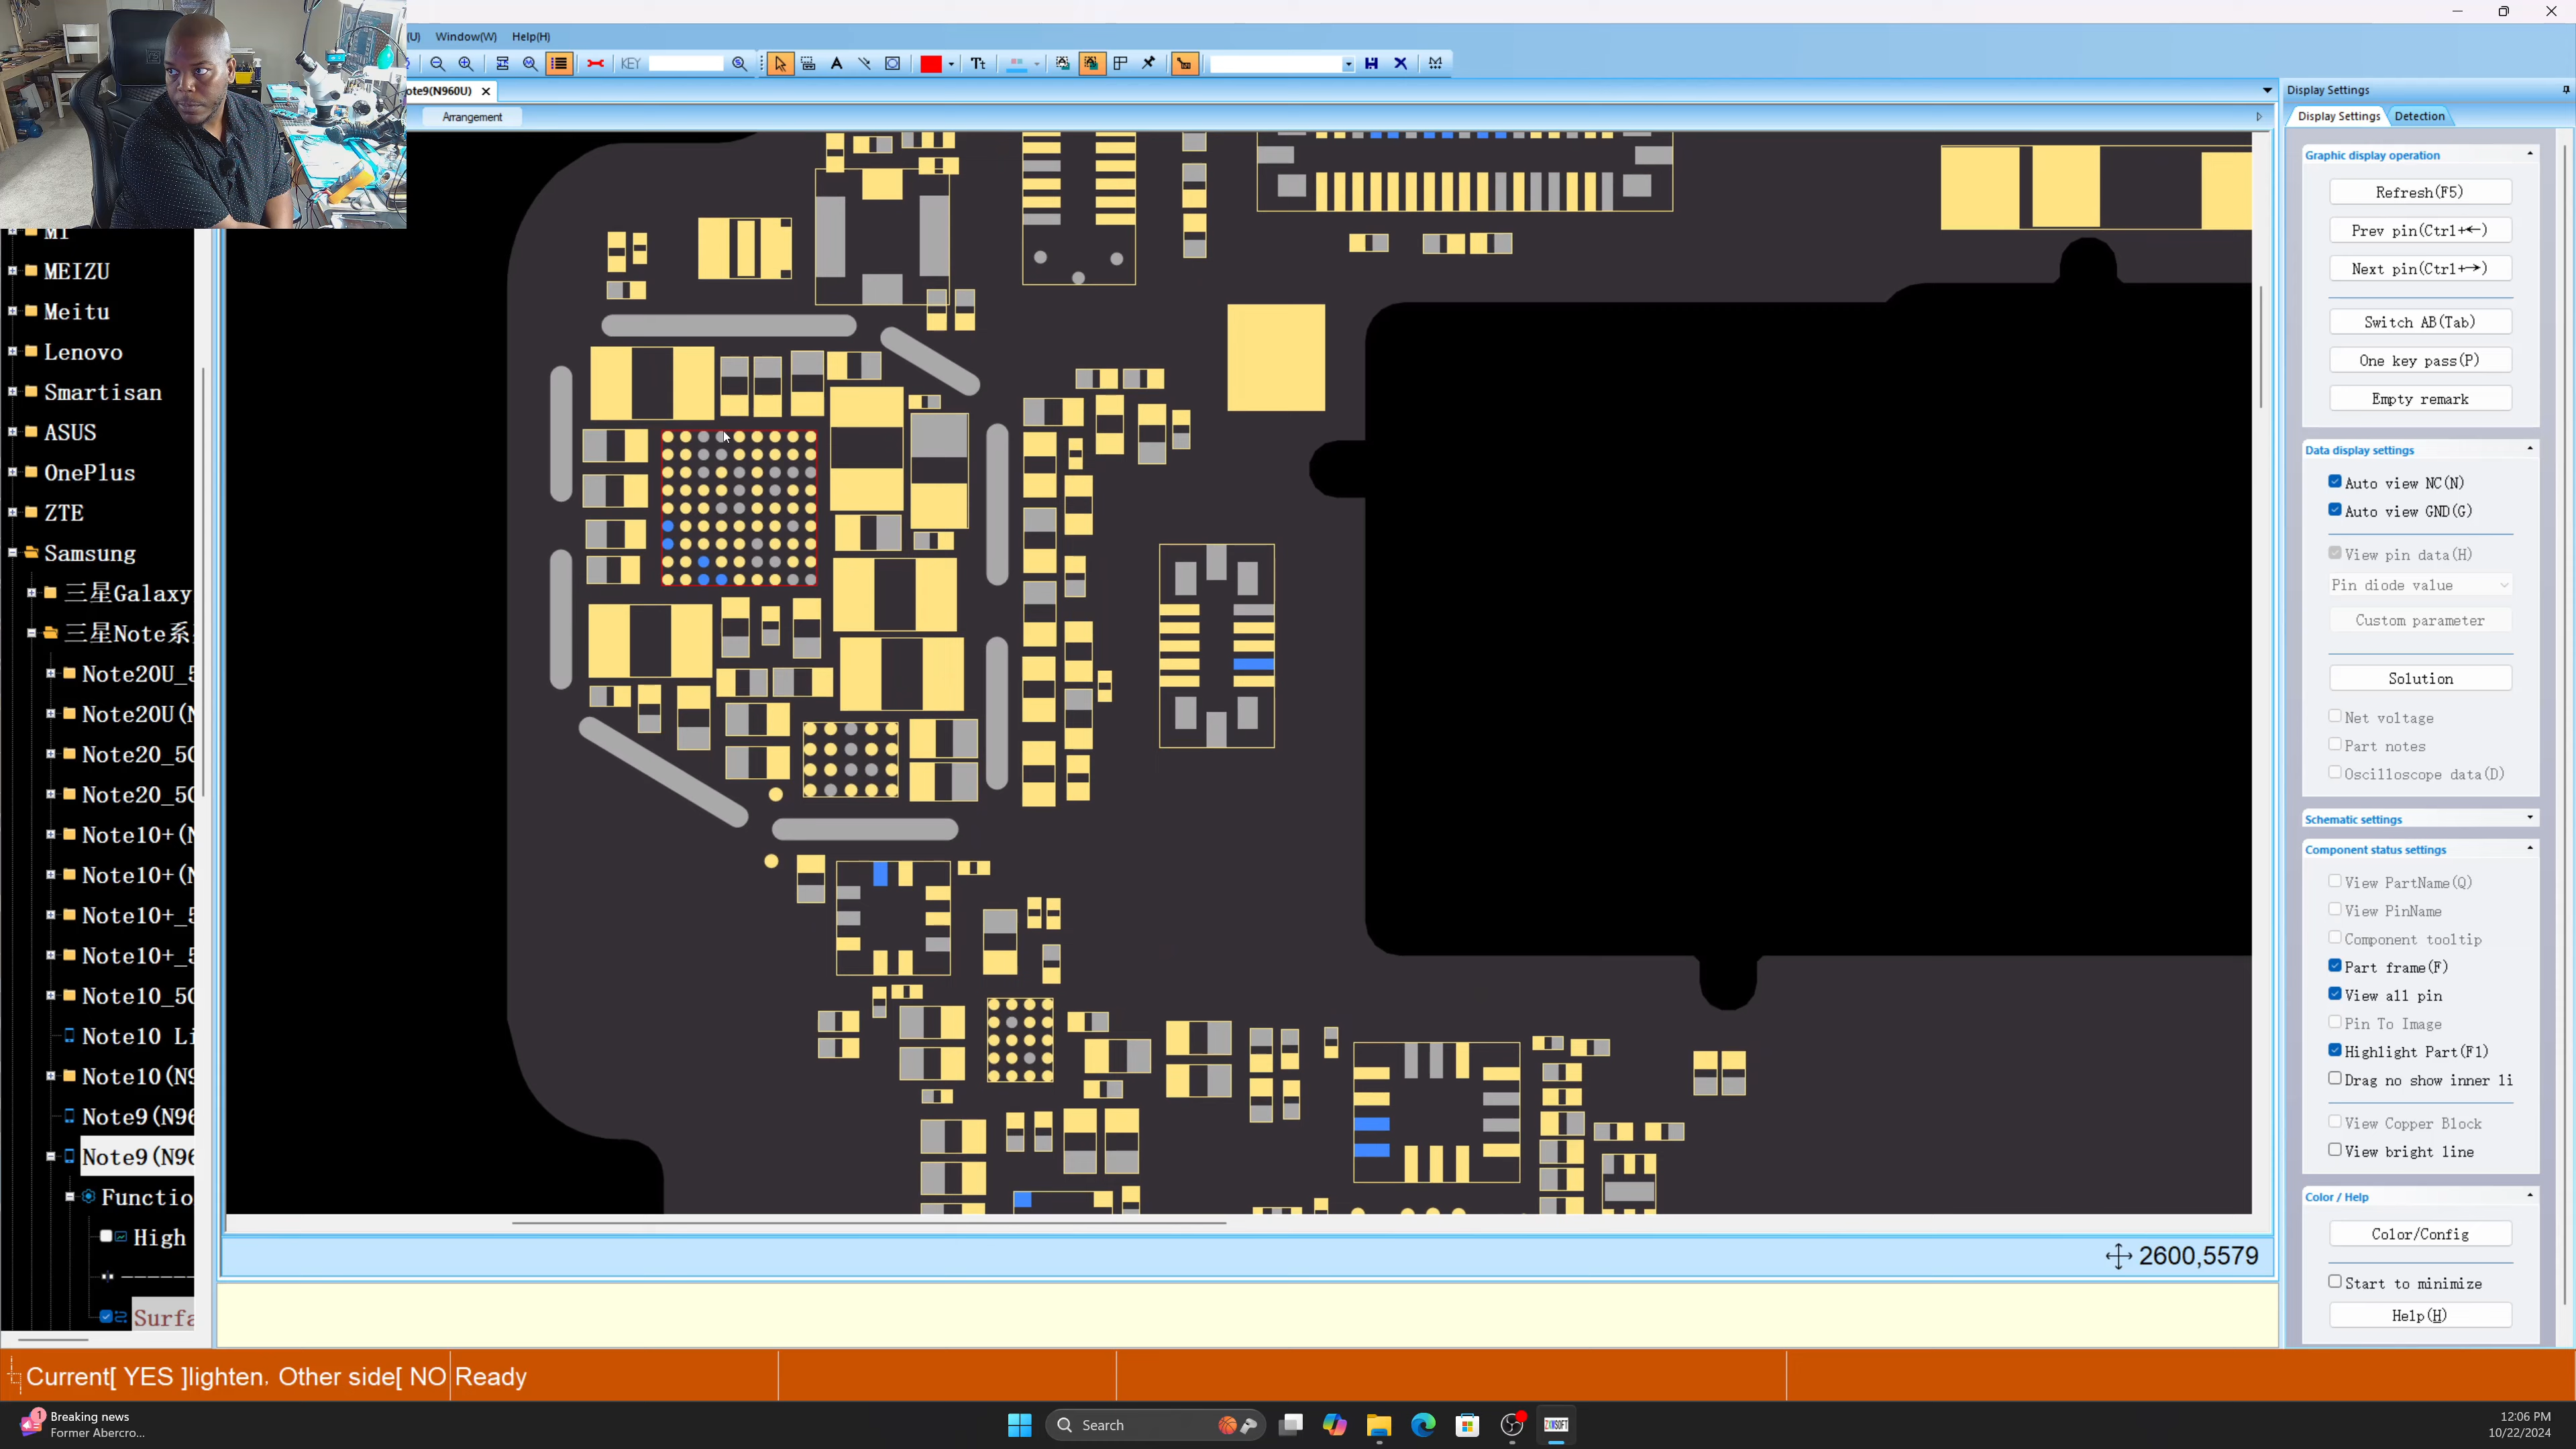 (U) Window(W) Help(H)
KEY
ote9(N960U)
Arrangement
MEIZU
Meitu
Lenovo
Smartisan
ASUS
OnePlus
ZTE
Samsung
三星Galaxy
三星Note系
Note20U_5
Note20U(N
Note20_5G
Note20_5G
Note10+(N
Note10+(N
Note10+_5
Note10+_5
Note10_5G
Note10 Li
Note10(N9
Note9(N96
Note9(N96
Functio
High
Surfa
Display Settings
Display Settings Detection
Graphic display operation
Refresh(F5)
Prev pin(Ctrl+←)
Next pin(Ctrl+→)
Switch AB(Tab)
One key pass(P)
Empty remark
Data display settings
Auto view NC(N)
Auto view GND(G)
View pin data(H)
Pin diode value
Custom parameter
Solution
Net voltage
Part notes
Oscilloscope data(D)
Schematic settings
Component status settings
View PartName(Q)
View PinName
Component tooltip
Part frame(F)
View all pin
Pin To Image
Highlight Part(F1)
Drag no show inner li
View Copper Block
View bright line
Color / Help
Color/Config
Start to minimize
Help(H)
2600,5579
Current[ YES ]lighten, Other side[ NO Ready
1 Breaking news
Former Abercro...
Search
ZXWSOFT
12:06 PM
10/22/2024